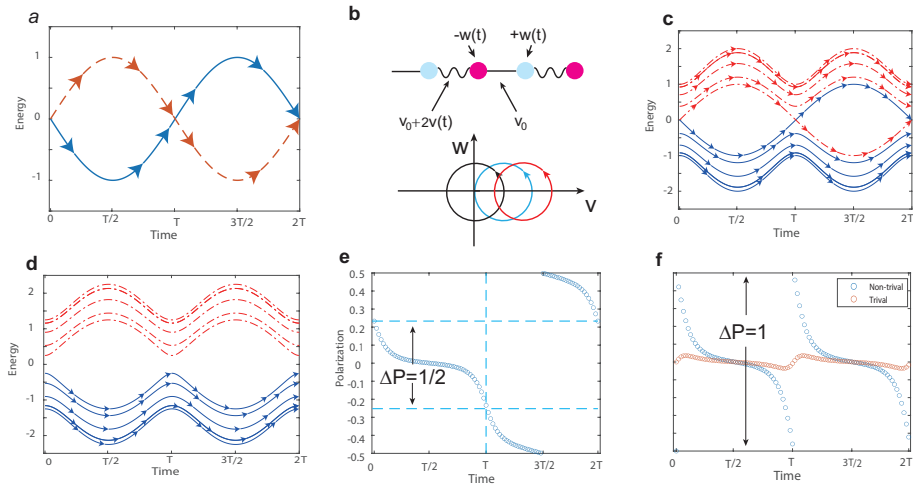 a
Energy
1
0
-1
0
T/2
T
3T/2
2T
Time
b
-w(t)
+w(t)
v0+2v(t)
v0
W
V
c
Energy
2
1
0
-1
-2
0
T/2
T
3T/2
2T
Time
d
Energy
2
1
0
-1
-2
0
T/2
T
3T/2
2T
Time
e
Polarization
0.5
0.4
0.3
0.2
0.1
0
-0.1
-0.2
-0.3
-0.4
-0.5
ΔP=1/2
0
T/2
T
3T/2
2T
Time
f
Non-trival
Trival
ΔP=1
0
T/2
T
3T/2
2T
Time